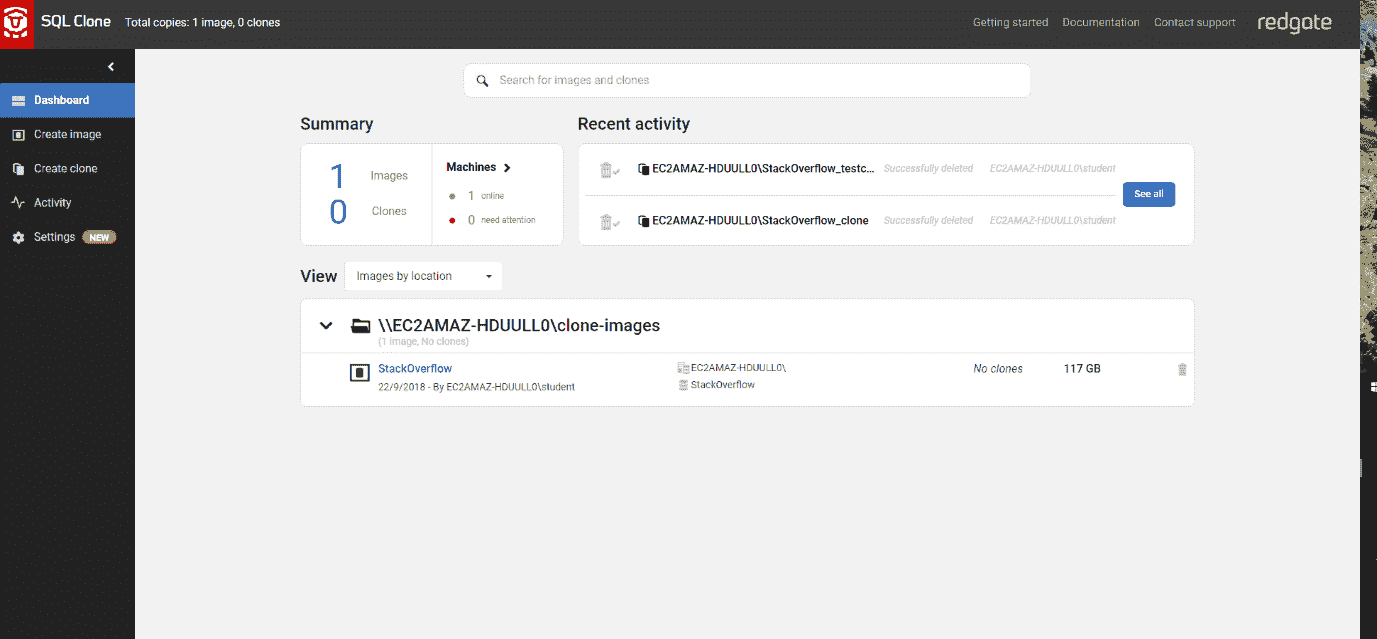 SQL Clone Total copies: 1 image, 0 clones Getting started Documentation Contact support redgate
Dashboard
Create image
Create clone
Activity
Settings NEW
Search for images and clones
Summary
1 Images
0 Clones
Machines
1 online
0 need attention
Recent activity
EC2AMAZ-HDUULL0\StackOverflow_testc... Successfully deleted EC2AMAZ-HDUULL0\student
EC2AMAZ-HDUULL0\StackOverflow_clone Successfully deleted EC2AMAZ-HDUULL0\student
See all
View Images by location
\\EC2AMAZ-HDUULL0\clone-images
(1 image, No clones)
StackOverflow
22/9/2018 - By EC2AMAZ-HDUULL0\student
EC2AMAZ-HDUULL0\
StackOverflow
No clones 117 GB